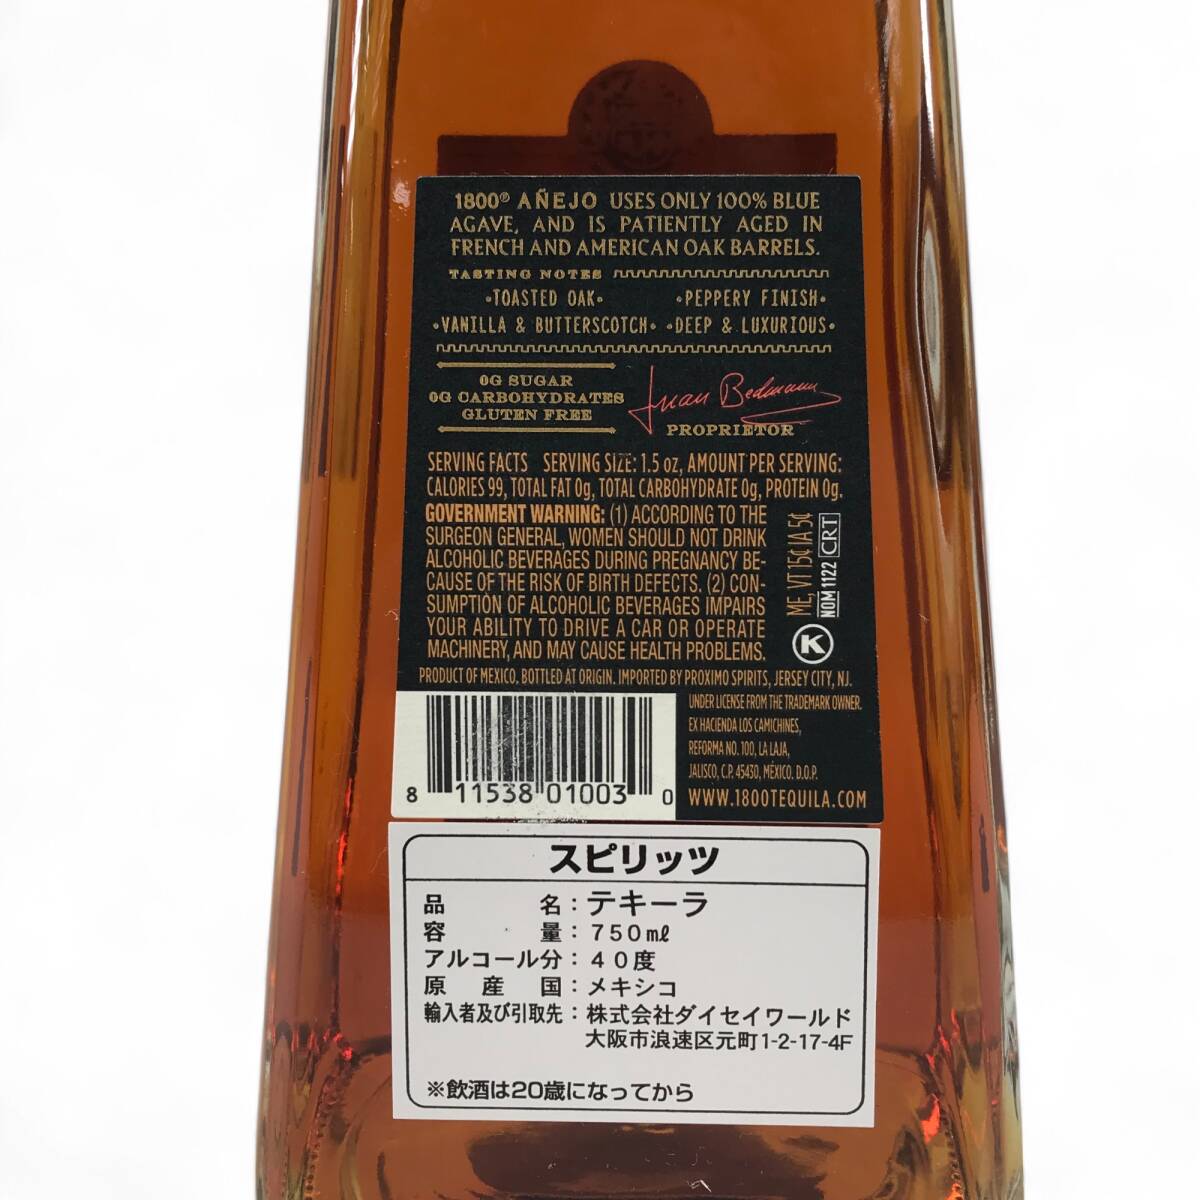 1800® AÑEJO USES ONLY 100% BLUE
AGAVE, AND IS PATIENTLY AGED IN
FRENCH AND AMERICAN OAK BARRELS.
TASTING NOTES
•TOASTED OAK• •PEPPERY FINISH•
•VANILLA & BUTTERSCOTCH• •DEEP & LUXURIOUS•
0G SUGAR
0G CARBOHYDRATES
GLUTEN FREE
Juan Beckmann
PROPRIETOR
SERVING FACTS SERVING SIZE: 1.5 oz, AMOUNT PER SERVING:
CALORIES 99, TOTAL FAT 0g, TOTAL CARBOHYDRATE 0g, PROTEIN 0g.
GOVERNMENT WARNING: (1) ACCORDING TO THE
SURGEON GENERAL, WOMEN SHOULD NOT DRINK
ALCOHOLIC BEVERAGES DURING PREGNANCY BE-
CAUSE OF THE RISK OF BIRTH DEFECTS. (2) CON-
SUMPTION OF ALCOHOLIC BEVERAGES IMPAIRS
YOUR ABILITY TO DRIVE A CAR OR OPERATE
MACHINERY, AND MAY CAUSE HEALTH PROBLEMS.
ME, VT 15¢ IA 5¢
NOM 1122 CRT
K
PRODUCT OF MEXICO. BOTTLED AT ORIGIN. IMPORTED BY PROXIMO SPIRITS, JERSEY CITY, NJ.
UNDER LICENSE FROM THE TRADEMARK OWNER.
EX HACIENDA LOS CAMICHINES,
REFORMA NO. 100, LA LAJA,
JALISCO, C.P. 45430, MÉXICO. D.O.P.
WWW.1800TEQUILA.COM
8 11538 01003 0
スピリッツ
品名：テキーラ
容量：750ml
アルコール分：40度
原産国：メキシコ
輸入者及び引取先：株式会社ダイセイワールド
大阪市浪速区元町1-2-17-4F
※飲酒は20歳になってから